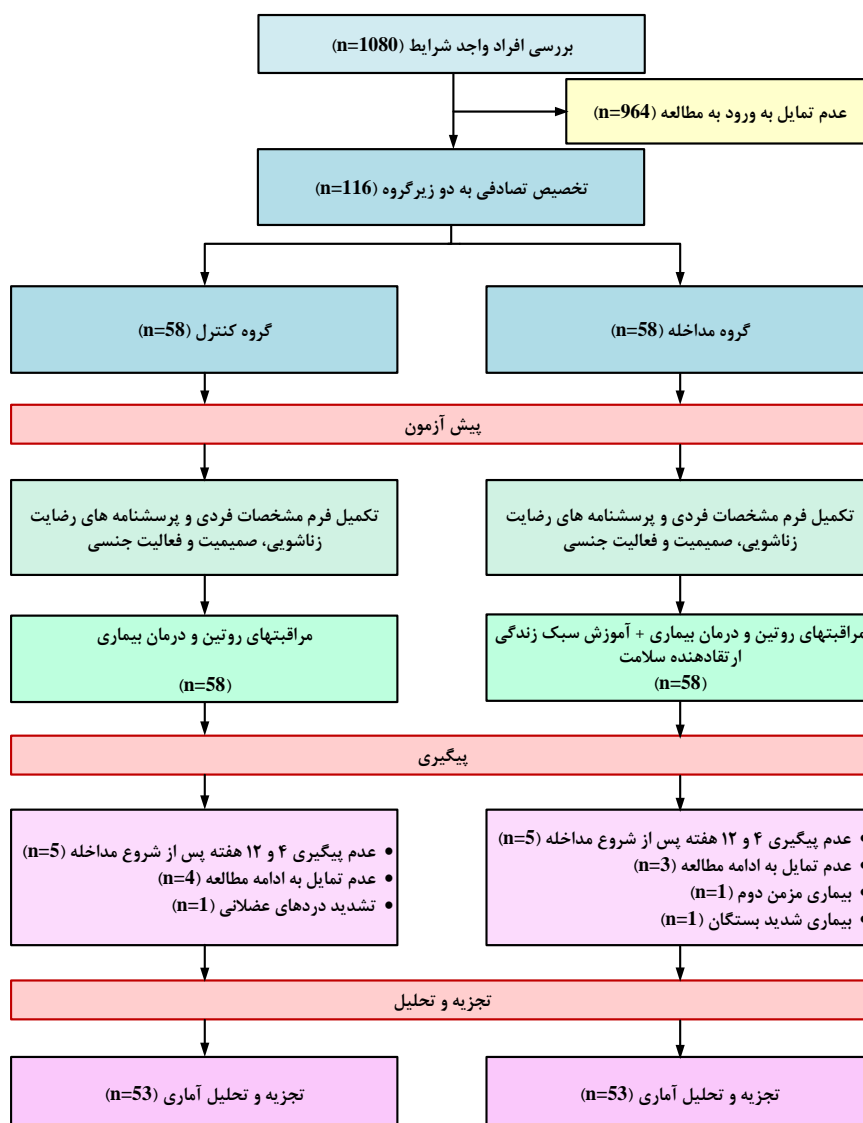 بررسی افراد واجد شرایط (n=1080)
عدم تمایل به ورود به مطالعه (n=964)
تخصیص تصادفی به دو زیرگروه (n=116)
گروه مداخله (n=58)
گروه کنترل (n=58)
پیش آزمون
تکمیل فرم مشخصات فردی و پرسشنامه های رضایت
زناشویی، صمیمیت و فعالیت جنسی
تکمیل فرم مشخصات فردی و پرسشنامه های رضایت
زناشویی، صمیمیت و فعالیت جنسی
مراقبتهای روتین و درمان بیماری + آموزش سبک زندگی
ارتقادهنده سلامت
(n=58)
مراقبتهای روتین و درمان بیماری
(n=58)
پیگیری
• عدم پیگیری ۴ و ۱۲ هفته پس از شروع مداخله (n=5)
• عدم تمایل به ادامه مطالعه (n=3)
• بیماری مزمن دوم (n=1)
• بیماری شدید بستگان (n=1)
• عدم پیگیری ۴ و ۱۲ هفته پس از شروع مداخله (n=5)
• عدم تمایل به ادامه مطالعه (n=4)
• تشدید دردهای عضلانی (n=1)
تجزیه و تحلیل
تجزیه و تحلیل آماری (n=53)
تجزیه و تحلیل آماری (n=53)